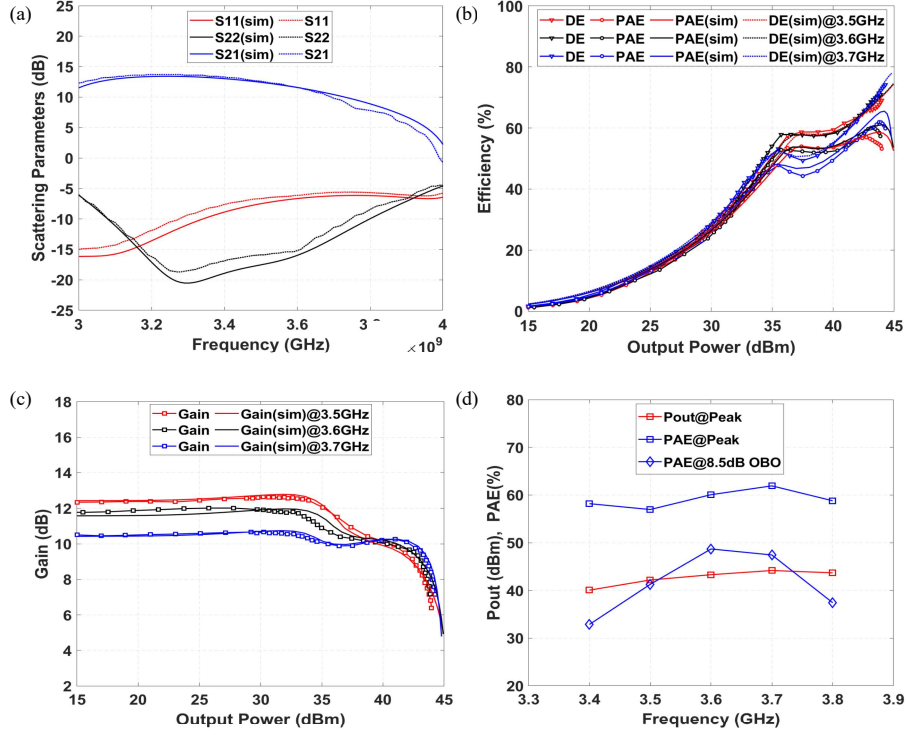 (a)
S11(sim) S11
S22(sim) S22
S21(sim) S21
Scattering Parameters (dB)
25
20
15
10
5
0
-5
-10
-15
-20
-25
3 3.2 3.4 3.6 4
Frequency (GHz)
×10⁹
(b)
DE PAE PAE(sim) DE(sim)@3.5GHz
DE PAE PAE(sim) DE(sim)@3.6GHz
DE PAE PAE(sim) DE(sim)@3.7GHz
Efficiency (%)
100
80
60
40
20
0
15 20 25 30 35 40 45
Output Power (dBm)
(c)
Gain Gain(sim)@3.5GHz
Gain Gain(sim)@3.6GHz
Gain Gain(sim)@3.7GHz
Gain (dB)
18
16
14
12
10
8
6
4
2
15 20 25 30 35 40 45
Output Power (dBm)
(d)
Pout@Peak
PAE@Peak
PAE@8.5dB OBO
Pout (dBm), PAE(%)
80
70
60
50
40
30
20
3.3 3.4 3.5 3.6 3.7 3.8 3.9
Frequency (GHz)